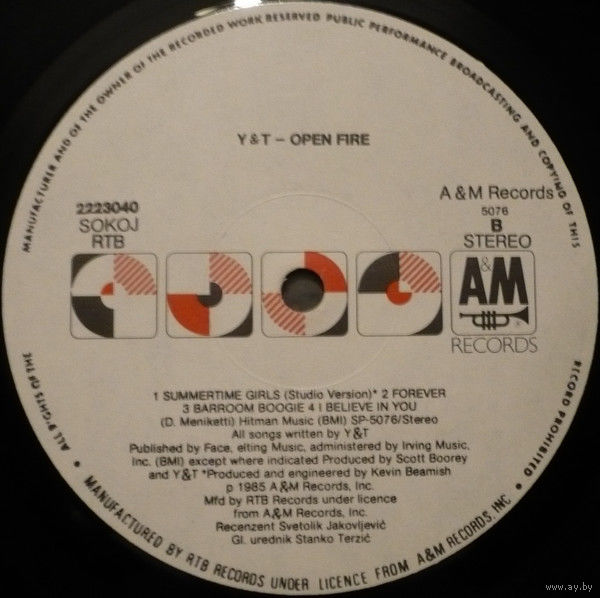 MANUFACTURER AND OF THE OWNER OF THE RECORDED WORK RESERVED PUBLIC PERFORMANCE BROADCASTING AND COPYING OF THIS
RECORD PROHIBITED
ALL RIGHTS OF THE
Y&T – OPEN FIRE
2223040
SOKOJ
RTB
A&M Records
5076
B
STEREO
A&M
RECORDS
1 SUMMERTIME GIRLS (Studio Version)* 2 FOREVER
3 BARROOM BOOGIE 4 I BELIEVE IN YOU
(D. Meniketti) Hitman Music (BMI) SP-5076/Stereo
All songs written by Y&T
Published by Face, elting Music, administered by Irving Music,
Inc. (BMI) except where indicated Produced by Scott Boorey
and Y&T *Produced and engineered by Kevin Beamish
p 1985 A&M Records, Inc.
Mfd by RTB Records under licence
from A&M Records, Inc.
Recenzent Svetolik Jakovljević
Gl. urednik Stanko Terzić
• MANUFACTURED BY RTB RECORDS UNDER LICENCE FROM A&M RECORDS, INC •
www.ay.by